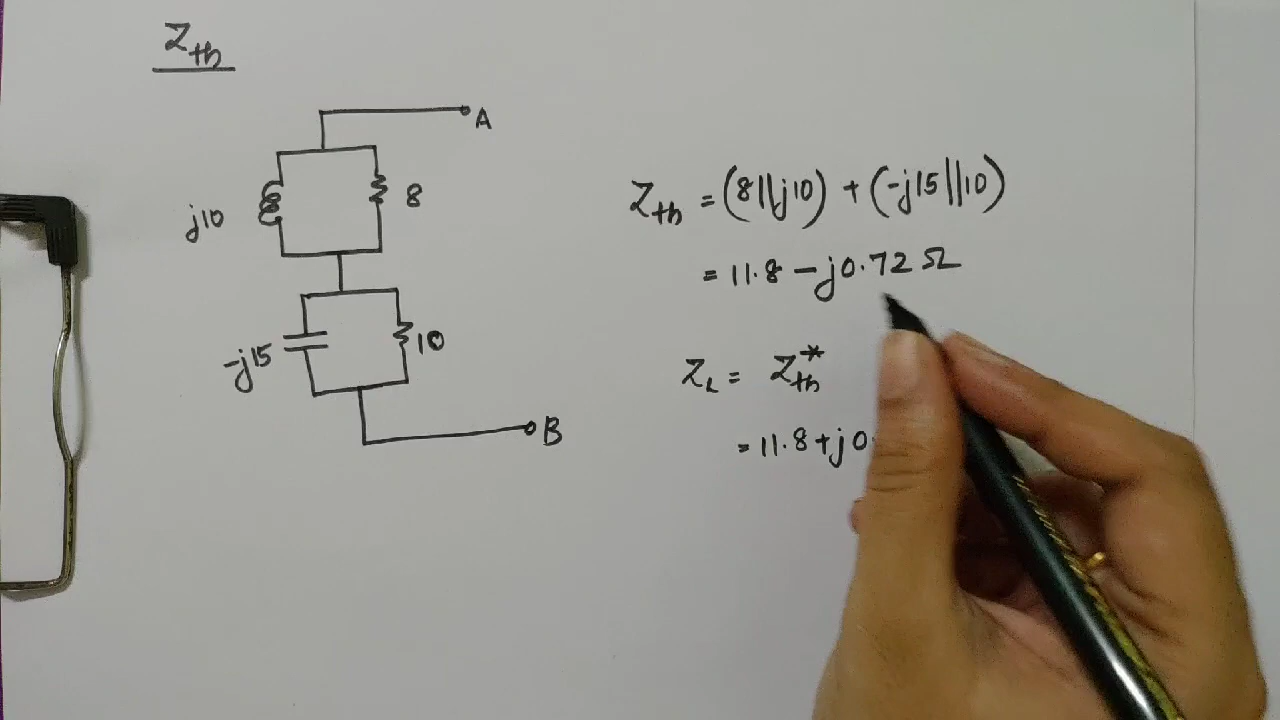 Zth
A
j10
8
-j15
10
B
Zth = (8||j10) + (-j15||10)
= 11.8 - j0.72 Ω
ZL = Zth*
= 11.8 + j0.